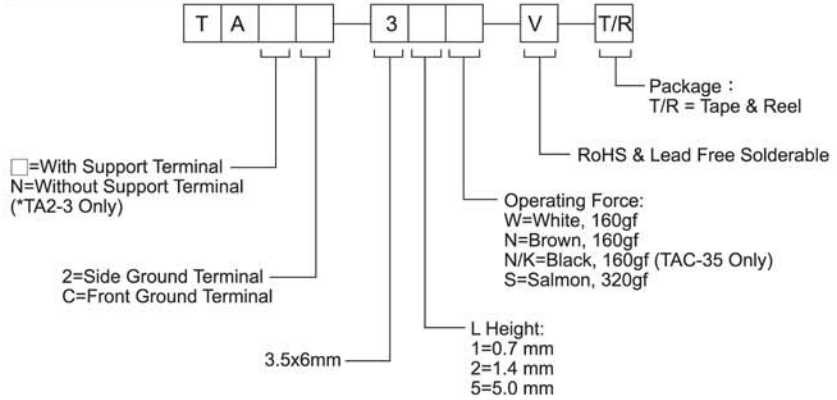 T A 3 V T/R
Package :
T/R = Tape & Reel
□=With Support Terminal
N=Without Support Terminal
(*TA2-3 Only)
RoHS & Lead Free Solderable
Operating Force:
W=White, 160gf
N=Brown, 160gf
N/K=Black, 160gf (TAC-35 Only)
S=Salmon, 320gf
2=Side Ground Terminal
C=Front Ground Terminal
L Height:
1=0.7 mm
2=1.4 mm
5=5.0 mm
3.5x6mm